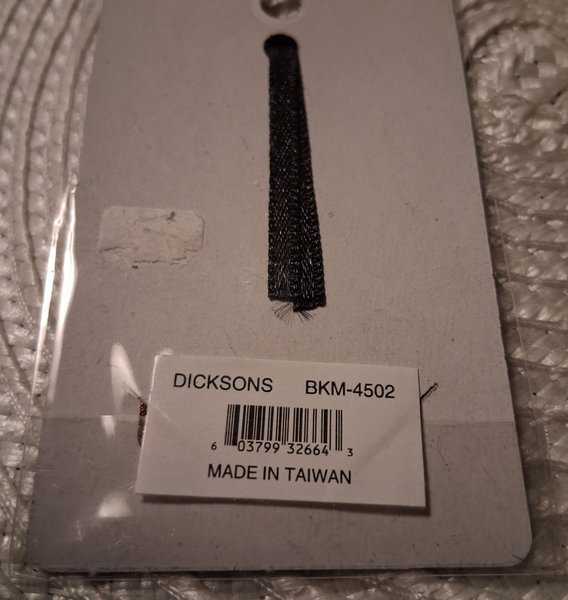 DICKSONS BKM-4502
6 03799 32664 3
MADE IN TAIWAN